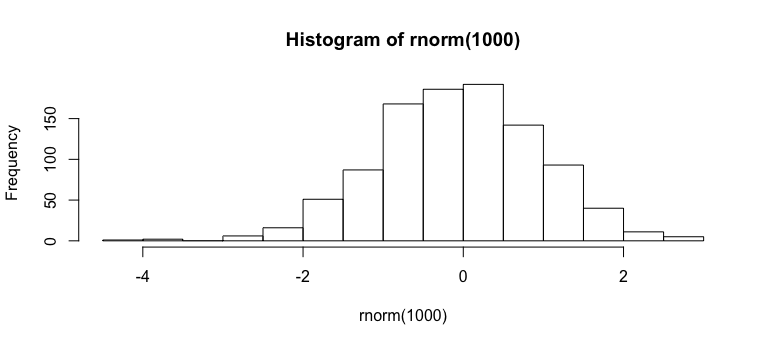 Histogram of rnorm(1000)
Frequency
150
100
50
0
-4 -2 0 2
rnorm(1000)